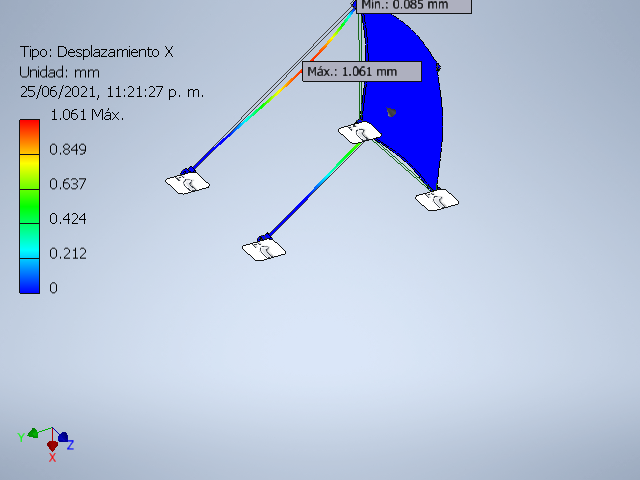 Mín.: 0.085 mm
Tipo: Desplazamiento X
Unidad: mm
25/06/2021, 11:21:27 p. m.
Máx.: 1.061 mm
1.061 Máx.
0.849
0.637
0.424
0.212
0
Y
Z
X